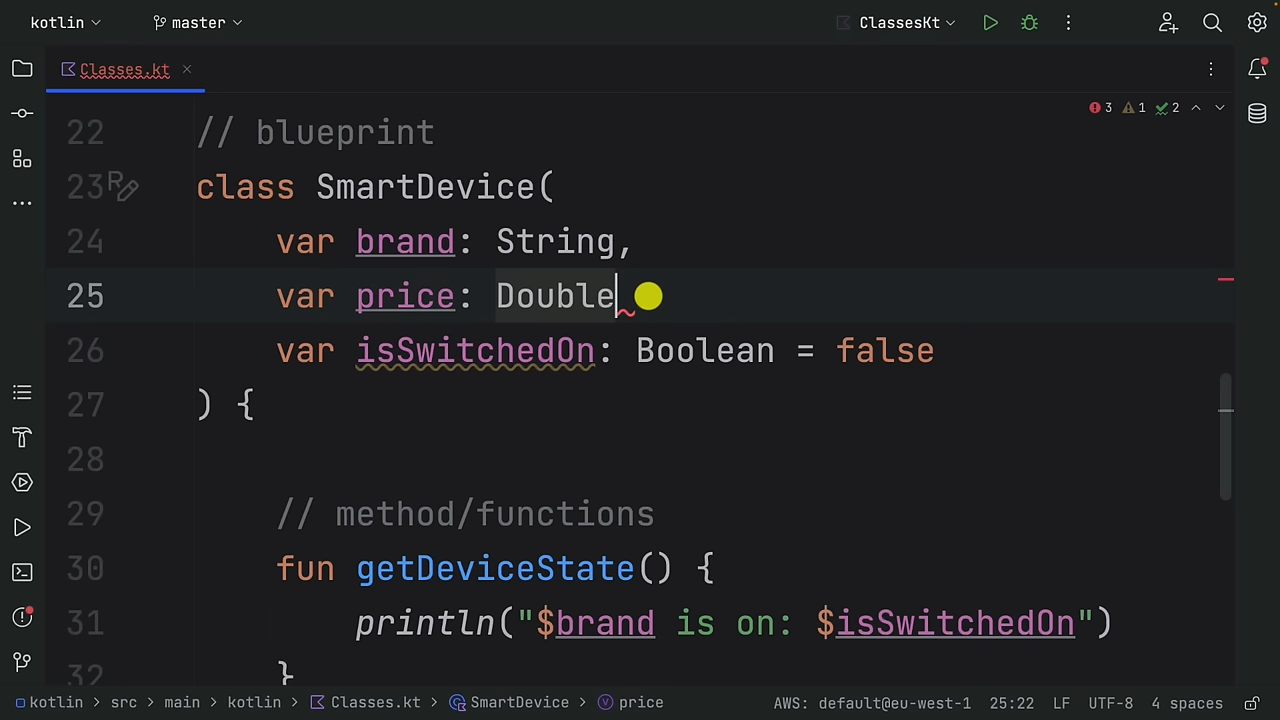 kotlin master ClassesKt
Classes.kt
3 1 2
22 // blueprint
23 class SmartDevice(
24 var brand: String,
25 var price: Double
26 var isSwitchedOn: Boolean = false
27 ) {
28
29 // method/functions
30 fun getDeviceState() {
31 println("$brand is on: $isSwitchedOn")
32 }
kotlin > src > main > kotlin > Classes.kt > SmartDevice > price AWS: default@eu-west-1 25:22 LF UTF-8 4 spaces